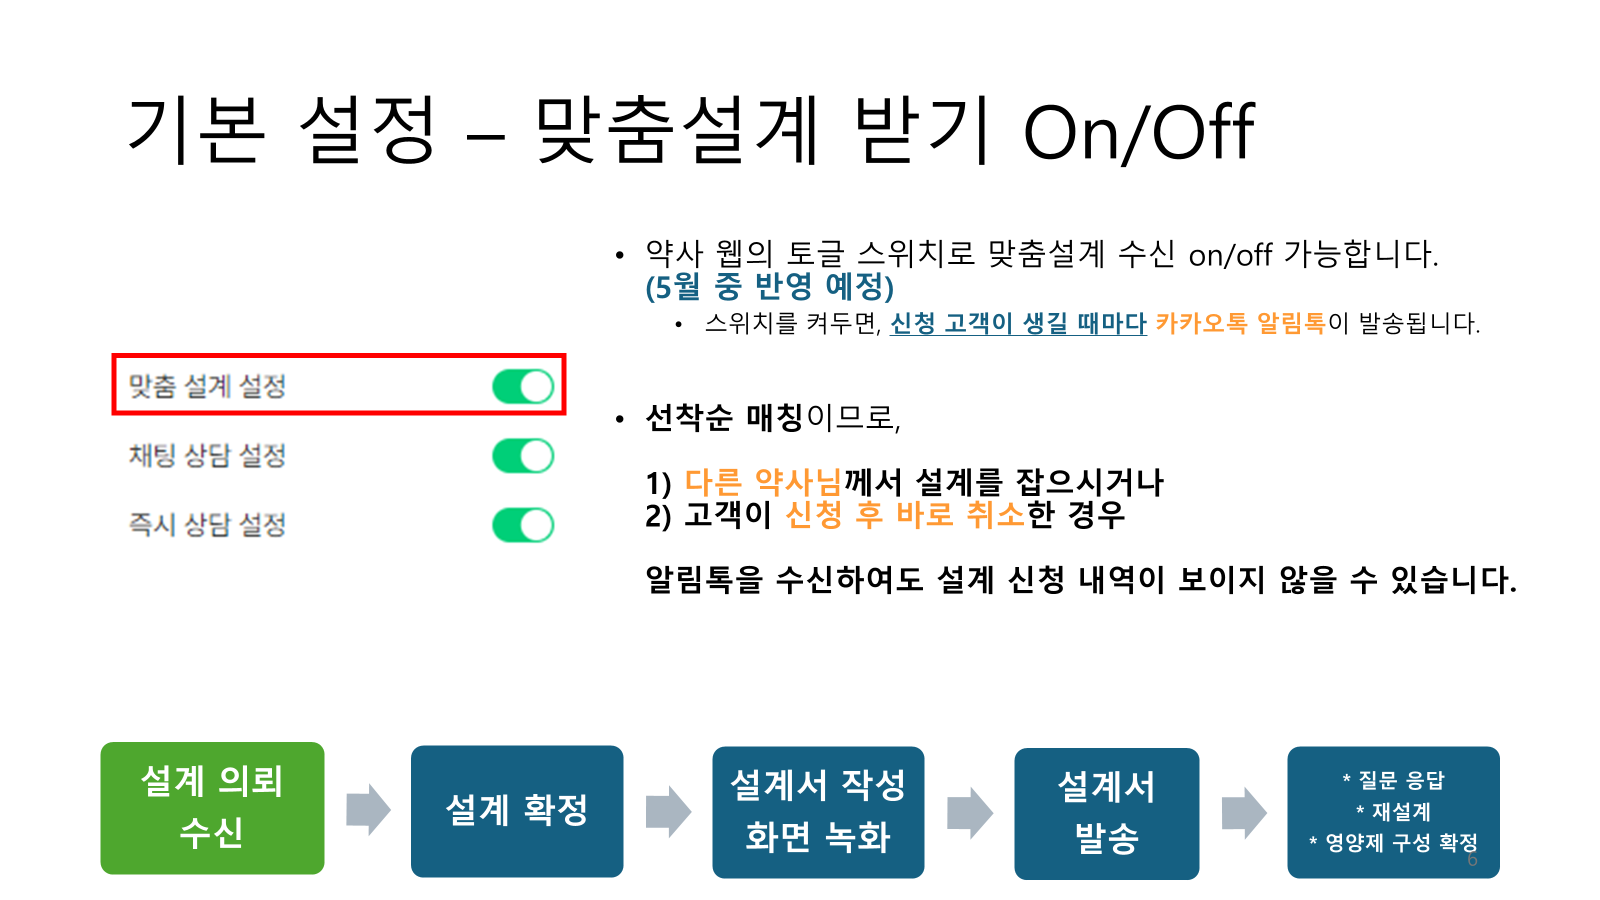 기본 설정 – 맞춤설계 받기 On/Off
• 약사 웹의 토글 스위치로 맞춤설계 수신 on/off 가능합니다.
(5월 중 반영 예정)
• 스위치를 켜두면, 신청 고객이 생길 때마다 카카오톡 알림톡이 발송됩니다.
맞춤 설계 설정
채팅 상담 설정
즉시 상담 설정
• 선착순 매칭이므로,
1) 다른 약사님께서 설계를 잡으시거나
2) 고객이 신청 후 바로 취소한 경우
알림톡을 수신하여도 설계 신청 내역이 보이지 않을 수 있습니다.
설계 의뢰
수신
설계 확정
설계서 작성
화면 녹화
설계서
발송
* 질문 응답
* 재설계
* 영양제 구성 확정
6